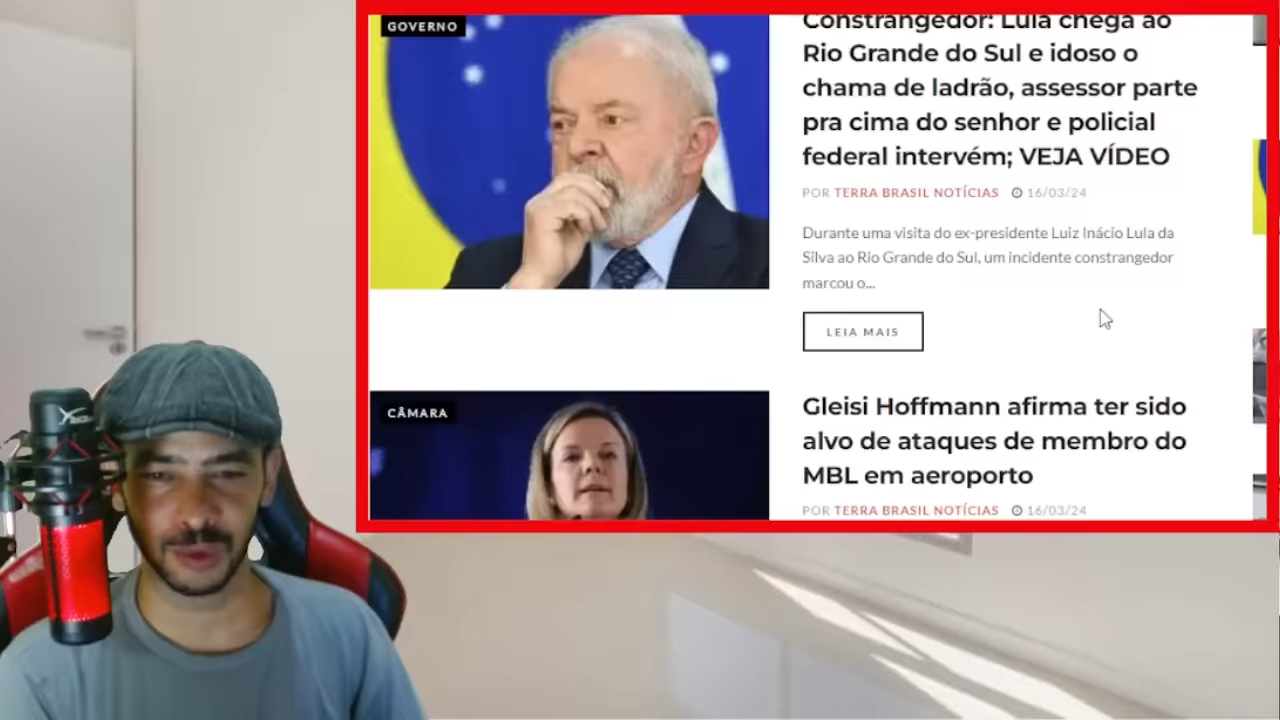 GOVERNO
Constrangedor: Lula chega ao
Rio Grande do Sul e idoso o
chama de ladrão, assessor parte
pra cima do senhor e policial
federal intervém; VEJA VÍDEO
POR TERRA BRASIL NOTÍCIAS 16/03/24
Durante uma visita do ex-presidente Luiz Inácio Lula da
Silva ao Rio Grande do Sul, um incidente constrangedor
marcou o...
LEIA MAIS
CÂMARA
Gleisi Hoffmann afirma ter sido
alvo de ataques de membro do
MBL em aeroporto
POR TERRA BRASIL NOTÍCIAS 16/03/24